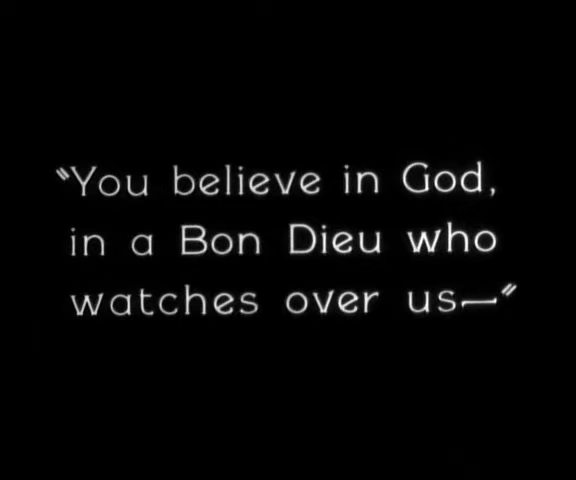 "You believe in God,
in a Bon Dieu who
watches over us—"